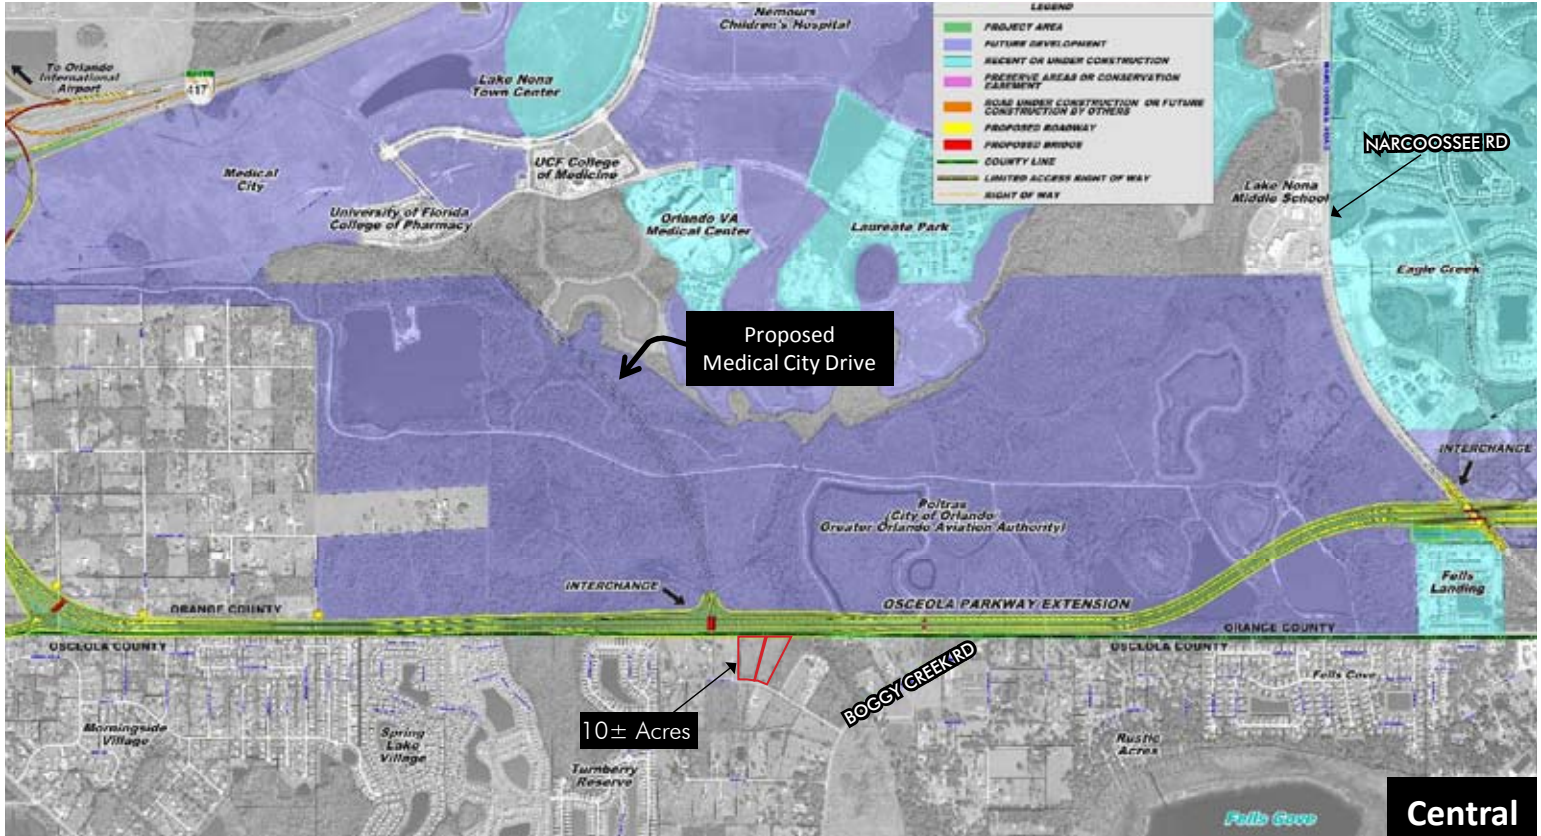 Nemours
Children's Hospital
LEGEND
PROJECT AREA
FUTURE DEVELOPMENT
RECENT OR UNDER CONSTRUCTION
PRESERVE AREAS OR CONSERVATION
EASEMENT
ROAD UNDER CONSTRUCTION OR FUTURE
CONSTRUCTION BY OTHERS
PROPOSED ROADWAY
PROPOSED BRIDGE
COUNTY LINE
LIMITED ACCESS RIGHT OF WAY
RIGHT OF WAY
To Orlando
International
Airport
417
Lake Nona
Town Center
NARCOOSSEE RD
UCF College
of Medicine
Medical
City
Lake Nona
Middle School
University of Florida
College of Pharmacy
Orlando VA
Medical Center
Laureate Park
Eagle Creek
Proposed
Medical City Drive
INTERCHANGE
Poitras
(City of Orlando
Greater Orlando Aviation Authority)
INTERCHANGE
Fells
Landing
ORANGE COUNTY
OSCEOLA PARKWAY EXTENSION
ORANGE COUNTY
OSCEOLA COUNTY
OSCEOLA COUNTY
BOGGY CREEK RD
Fells Cove
10± Acres
Morningside
Village
Spring
Lake
Village
Rustic
Acres
Turnberry
Reserve
Fells Cove
Central